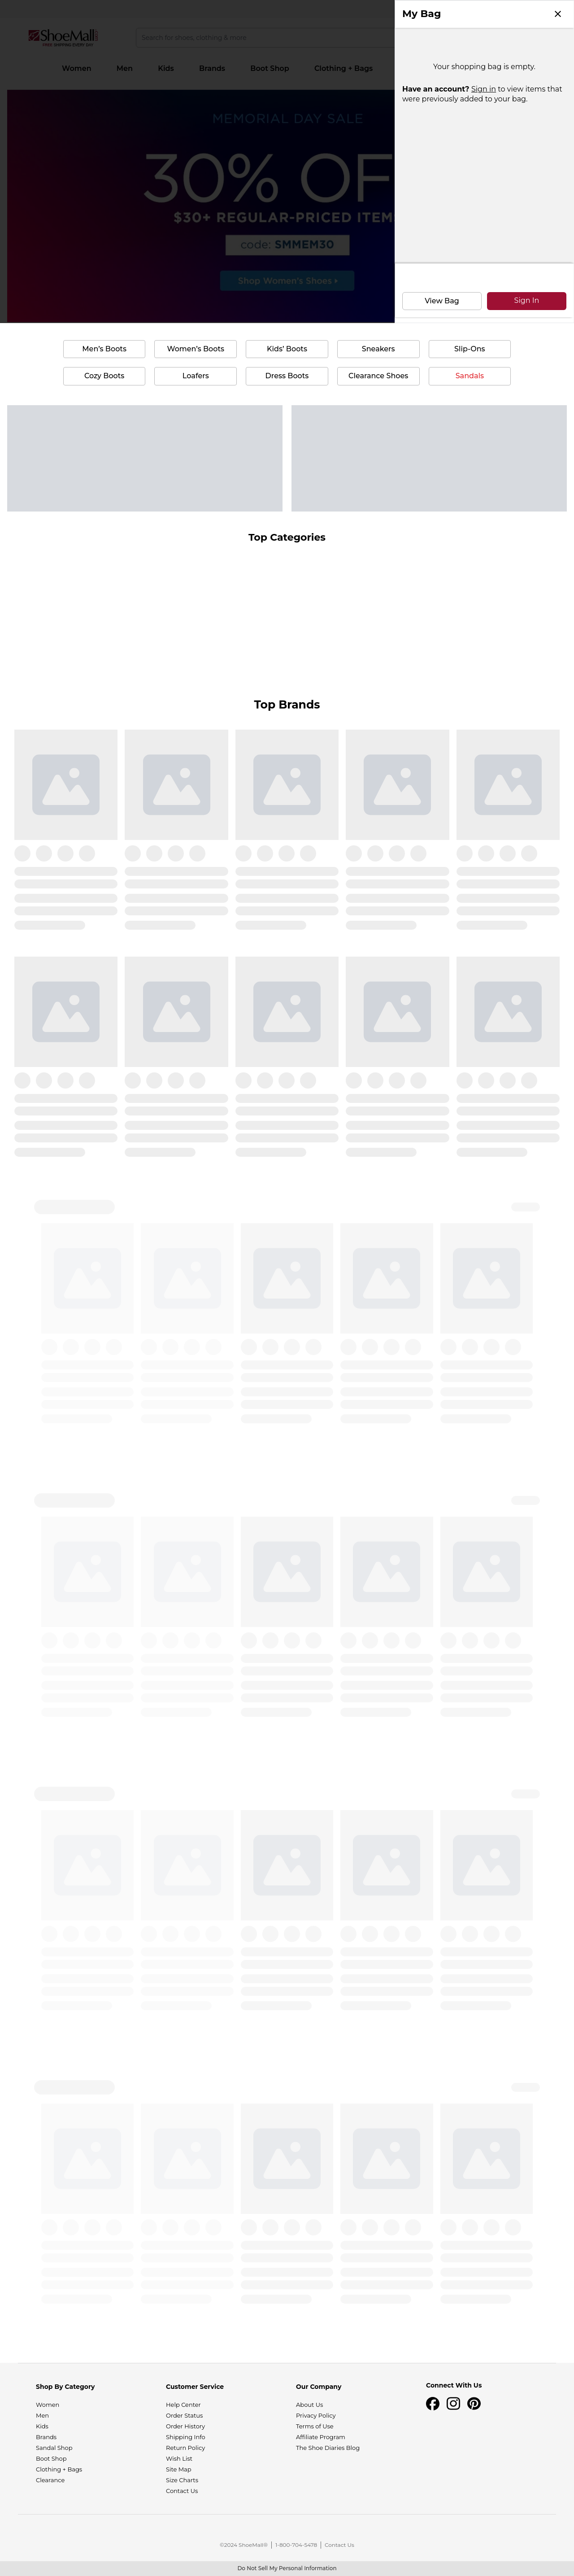 My Bag
ShoeMall
FREE SHIPPING EVERY DAY
Search for shoes, clothing & more
Women
Men
Kids
Brands
Boot Shop
Clothing + Bags
Your shopping bag is empty.
Have an account? Sign in to view items that
were previously added to your bag.
MEMORIAL DAY SALE
30% OF
$30+ REGULAR-PRICED ITEM
code: SMMEM30
Shop Women's Shoes
View Bag
Sign In
Men's Boots
Women's Boots
Kids' Boots
Sneakers
Slip-Ons
Cozy Boots
Loafers
Dress Boots
Clearance Shoes
Sandals
Top Categories
Top Brands
Shop By Category
Women
Men
Kids
Brands
Sandal Shop
Boot Shop
Clothing + Bags
Clearance
Customer Service
Help Center
Order Status
Order History
Shipping Info
Return Policy
Wish List
Site Map
Size Charts
Contact Us
Our Company
About Us
Privacy Policy
Terms of Use
Affiliate Program
The Shoe Diaries Blog
Connect With Us
©2024 ShoeMall® | 1-800-704-5478 | Contact Us
Do Not Sell My Personal Information